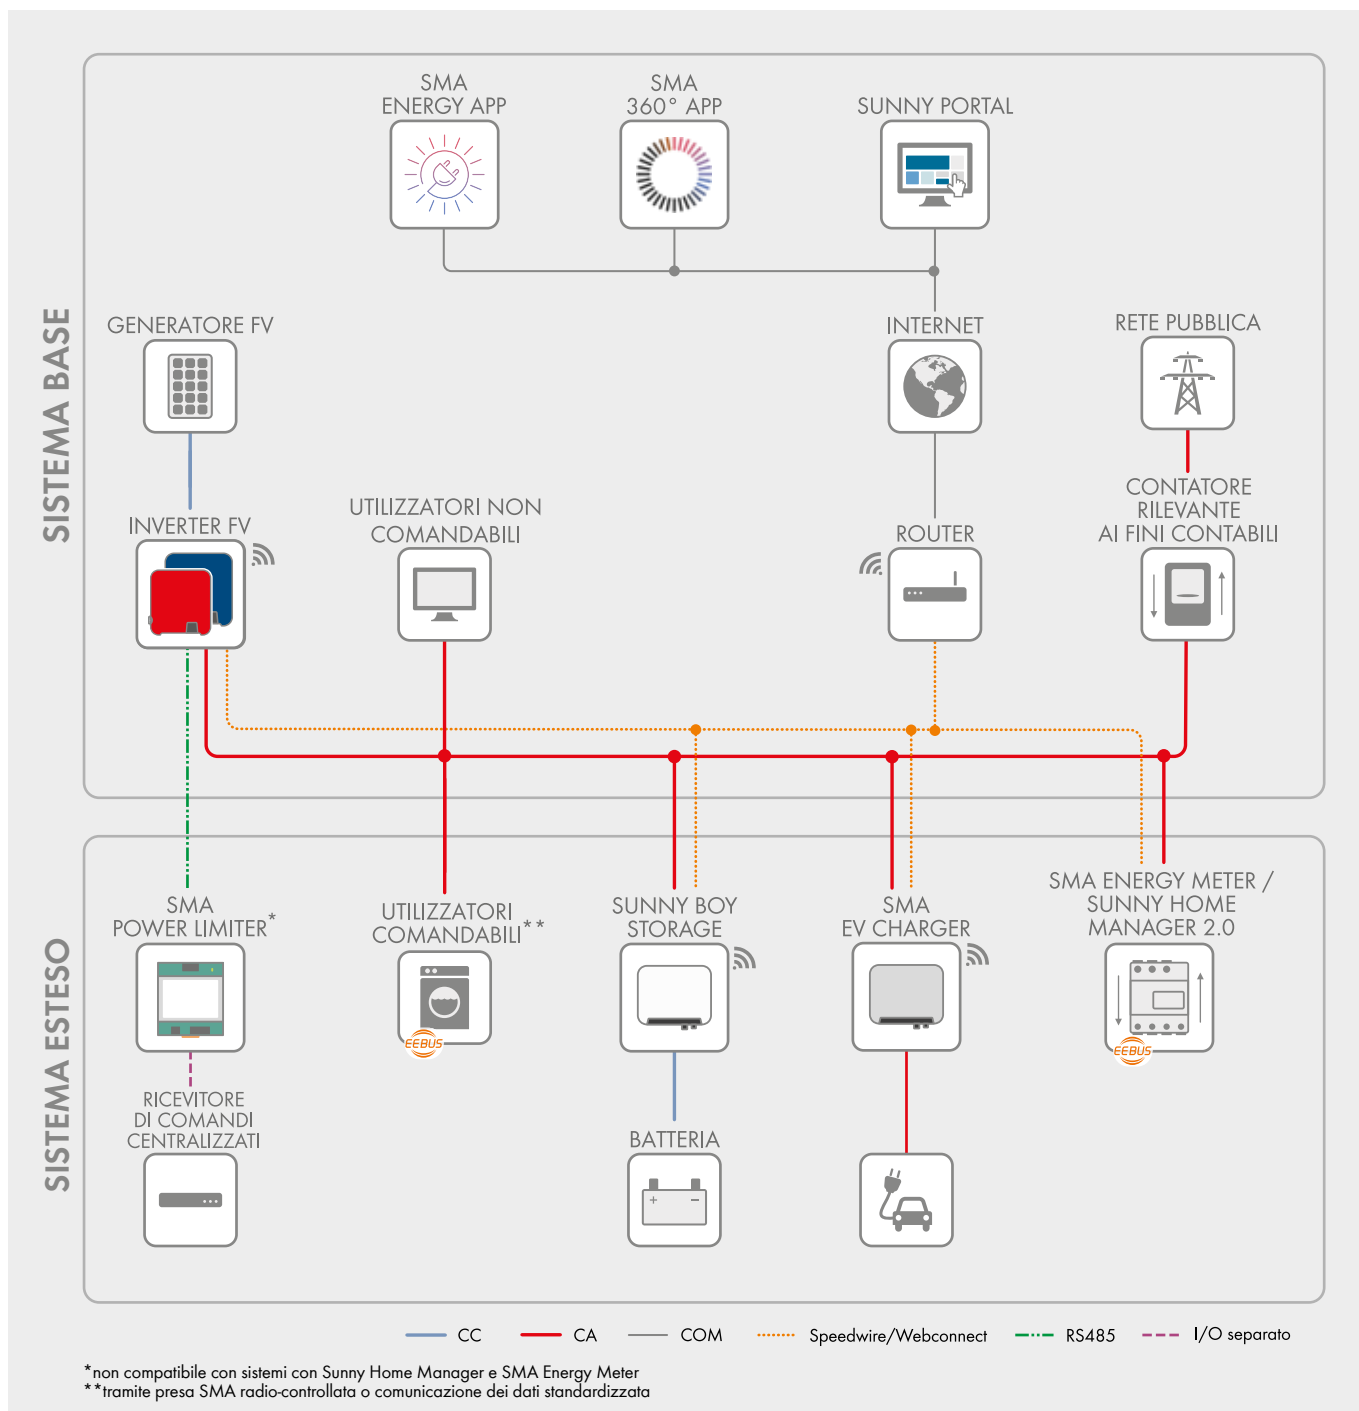 SISTEMA BASE
SMA
ENERGY APP
SMA
360° APP
SUNNY PORTAL
GENERATORE FV
INTERNET
RETE PUBBLICA
INVERTER FV
UTILIZZATORI NON
COMANDABILI
ROUTER
CONTATORE
RILEVANTE
AI FINI CONTABILI
SISTEMA ESTESO
SMA
POWER LIMITER*
UTILIZZATORI
COMANDABILI**
EEBUS
SUNNY BOY
STORAGE
SMA
EV CHARGER
SMA ENERGY METER /
SUNNY HOME
MANAGER 2.0
EEBUS
RICEVITORE
DI COMANDI
CENTRALIZZATI
BATTERIA
+ −
CC CA COM Speedwire/Webconnect RS485 I/O separato
*non compatibile con sistemi con Sunny Home Manager e SMA Energy Meter
**tramite presa SMA radio-controllata o comunicazione dei dati standardizzata